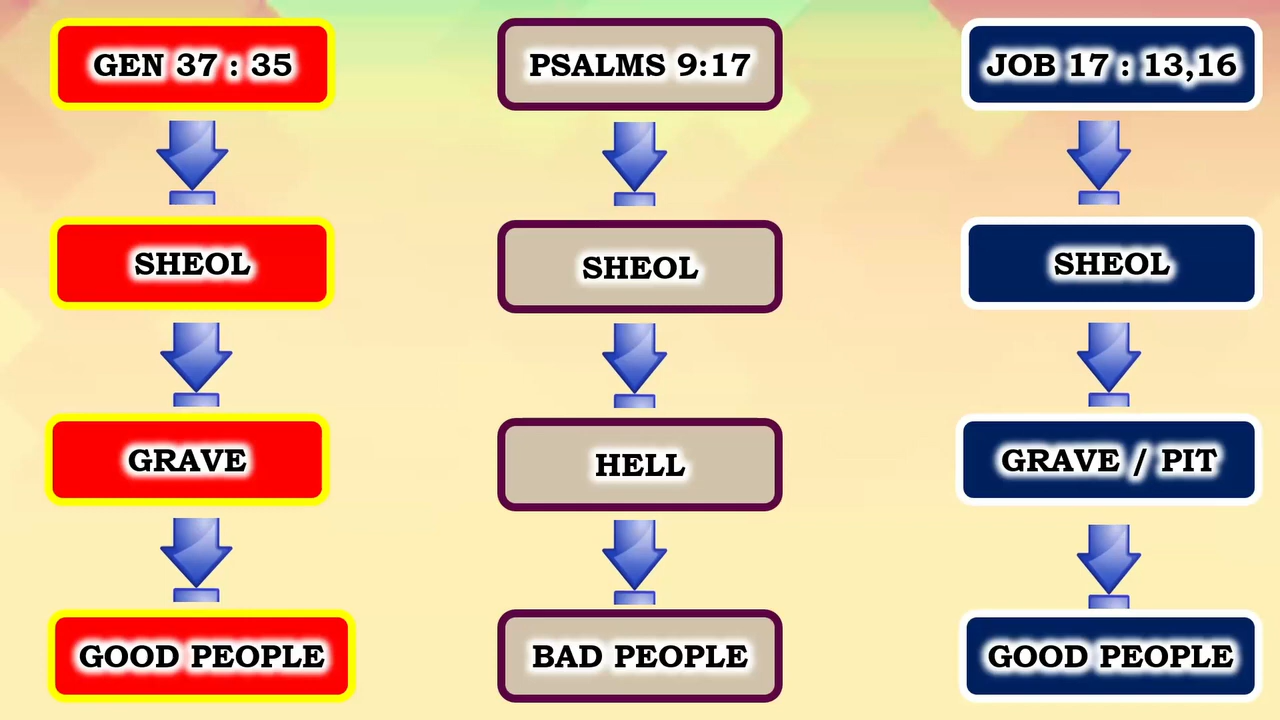 GEN 37 : 35
SHEOL
GRAVE
GOOD PEOPLE
PSALMS 9:17
SHEOL
HELL
BAD PEOPLE
JOB 17 : 13,16
SHEOL
GRAVE / PIT
GOOD PEOPLE